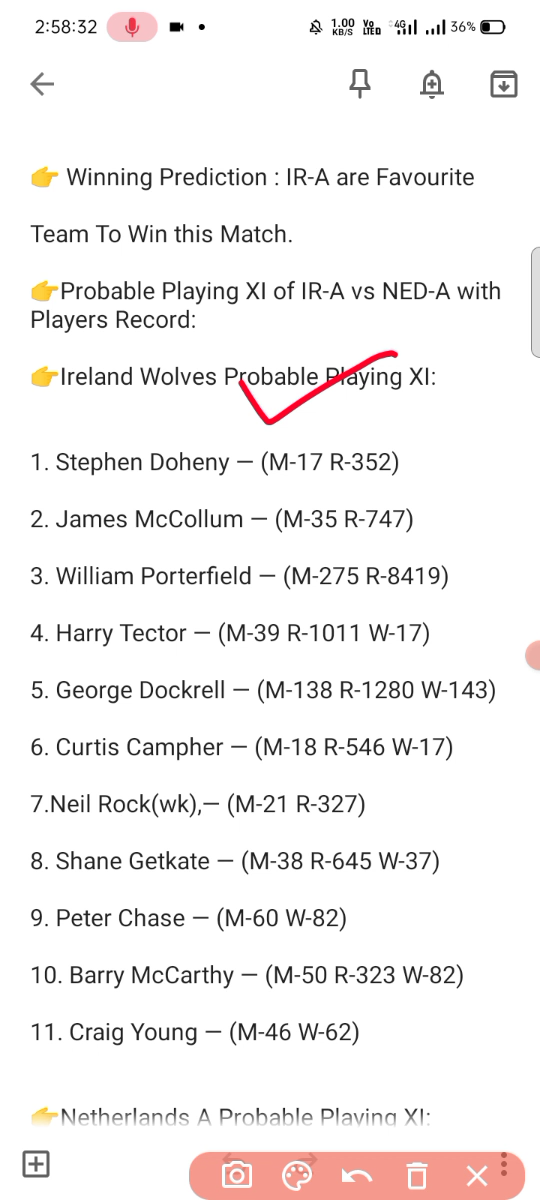 2:58:32 1.00 KB/S Vo LTED 4G 36%
👉 Winning Prediction : IR-A are Favourite
Team To Win this Match.
👉Probable Playing XI of IR-A vs NED-A with
Players Record:
👉Ireland Wolves Probable Playing XI:
1. Stephen Doheny — (M-17 R-352)
2. James McCollum — (M-35 R-747)
3. William Porterfield — (M-275 R-8419)
4. Harry Tector — (M-39 R-1011 W-17)
5. George Dockrell — (M-138 R-1280 W-143)
6. Curtis Campher — (M-18 R-546 W-17)
7.Neil Rock(wk),— (M-21 R-327)
8. Shane Getkate — (M-38 R-645 W-37)
9. Peter Chase — (M-60 W-82)
10. Barry McCarthy — (M-50 R-323 W-82)
11. Craig Young — (M-46 W-62)
👉Netherlands A Probable Playing XI: